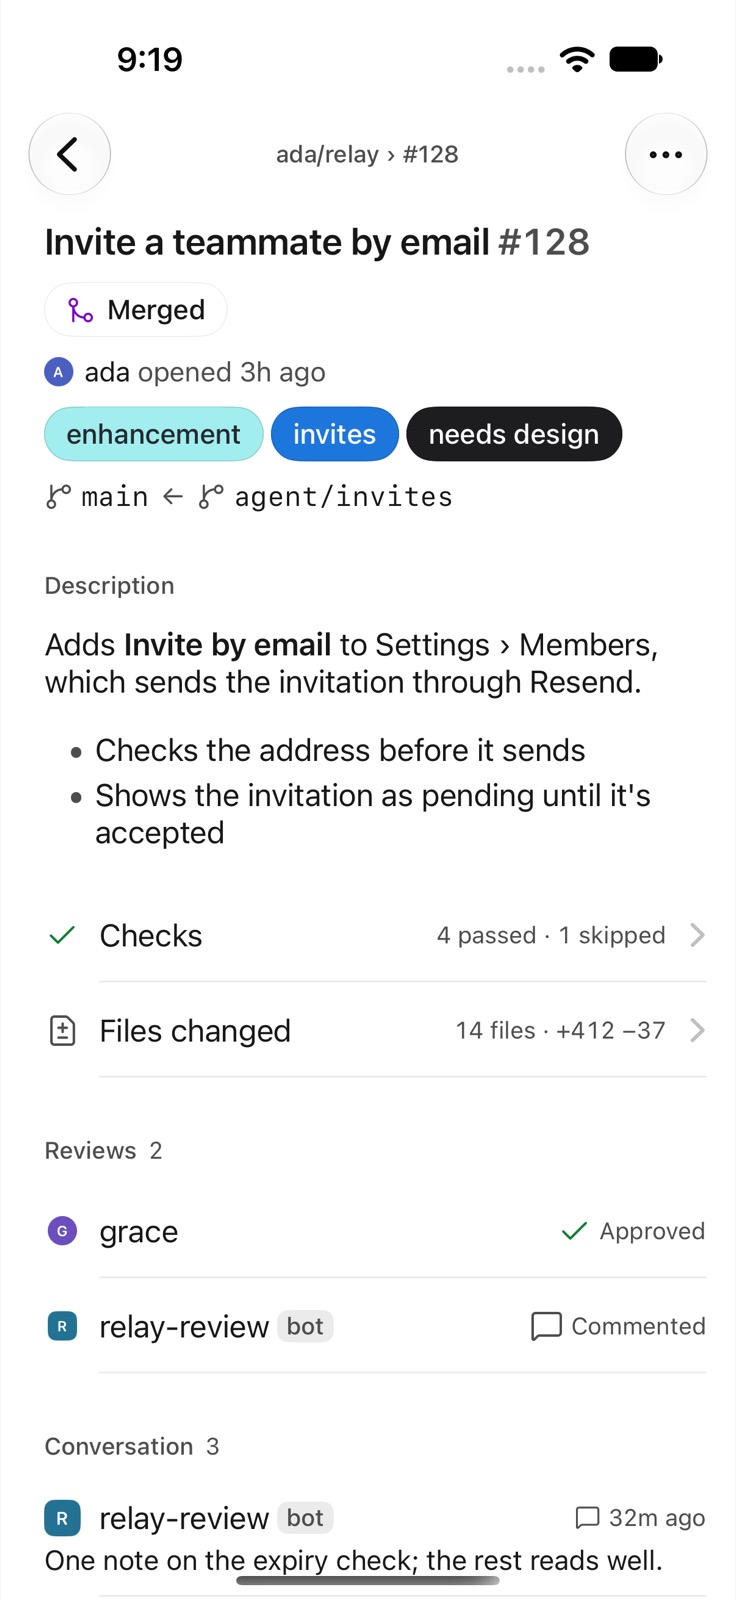 9:19
ada/relay › #128
Invite a teammate by email #128
Merged
A ada opened 3h ago
enhancement invites needs design
main ← agent/invites
Description
Adds Invite by email to Settings › Members,
which sends the invitation through Resend.
• Checks the address before it sends
• Shows the invitation as pending until it's
accepted
Checks 4 passed · 1 skipped
Files changed 14 files · +412 −37
Reviews 2
G grace Approved
R relay-review bot Commented
Conversation 3
R relay-review bot 32m ago
One note on the expiry check; the rest reads well.